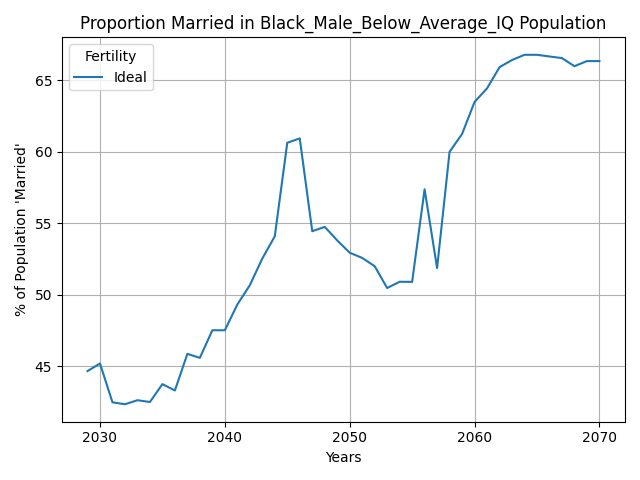 Proportion Married in Black_Male_Below_Average_IQ Population
Fertility
Ideal
% of Population 'Married'
65
60
55
50
45
2030 2040 2050 2060 2070
Years